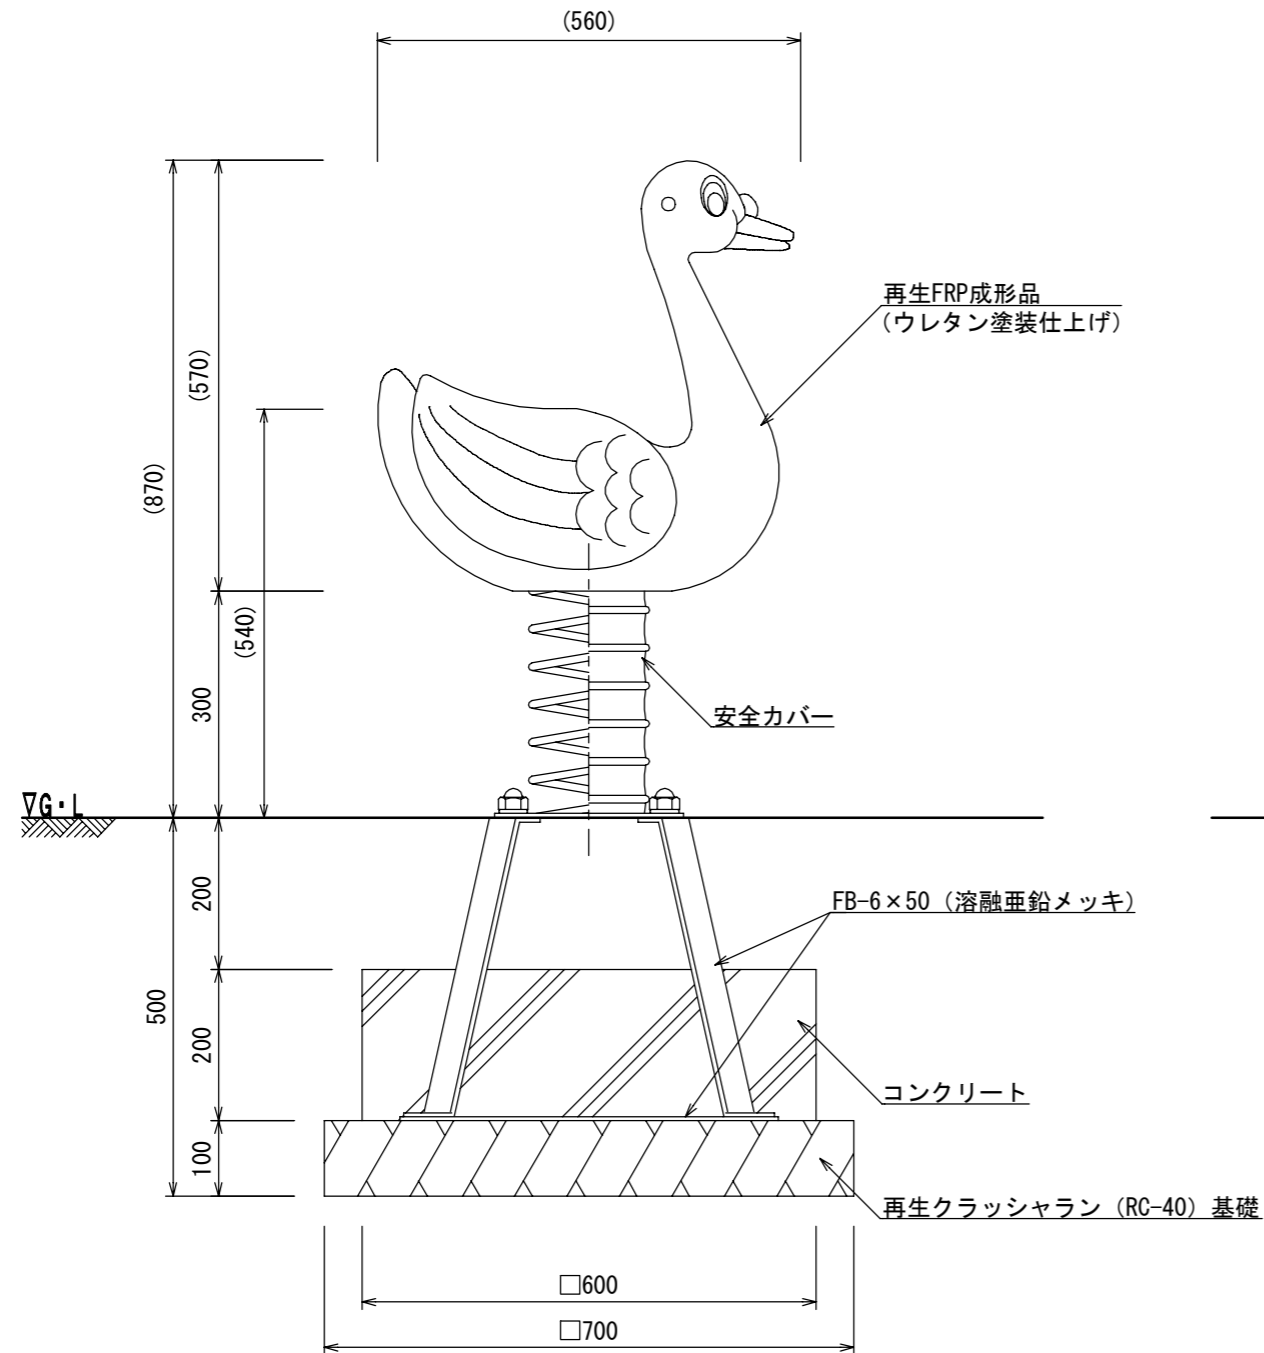 (560)
再生FRP成形品
(ウレタン塗装仕上げ)
(570)
(870)
(540)
300
安全カバー
▽G・L
200
FB-6×50 (溶融亜鉛メッキ)
500
200
コンクリート
100
再生クラッシャラン (RC-40) 基礎
□600
□700